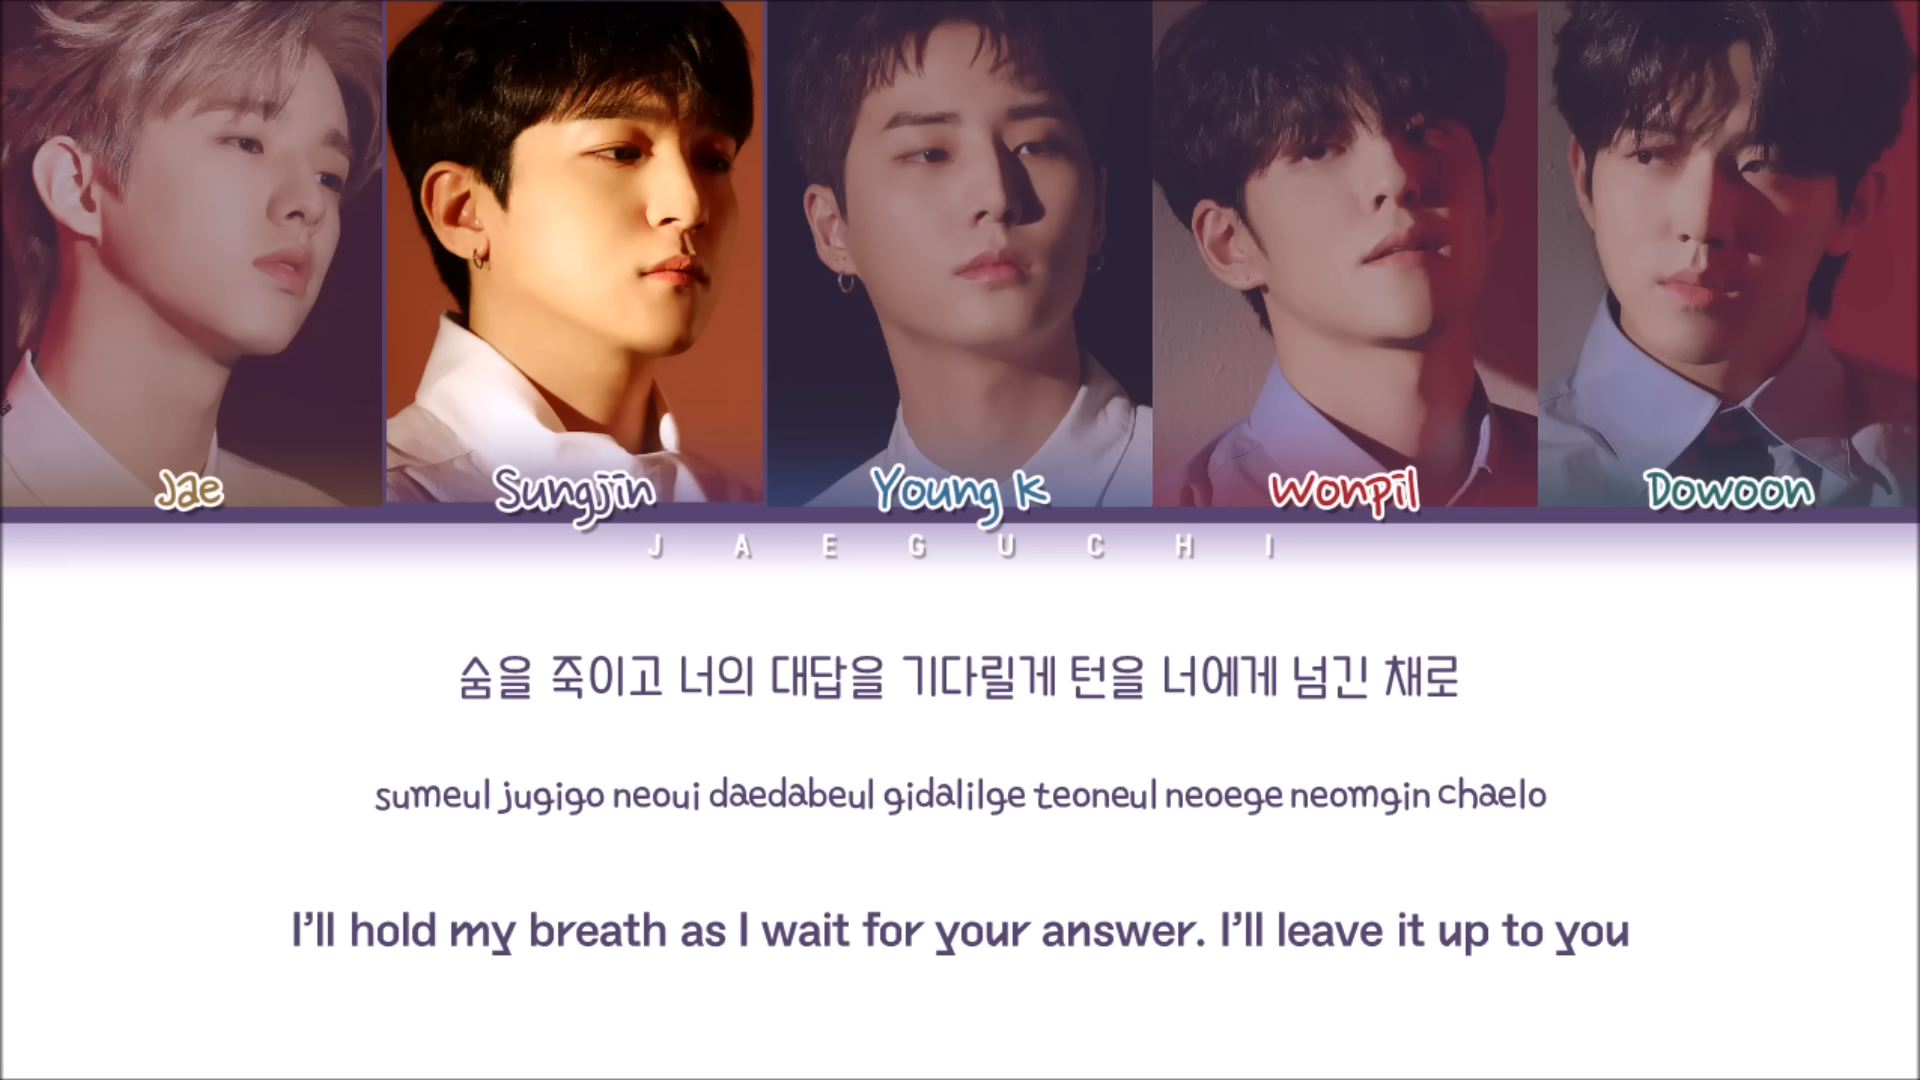 Jae Sungjin Young K Wonpil Dowoon
JAEGUCHI
숨을 죽이고 너의 대답을 기다릴게 턴을 너에게 넘긴 채로
sumeul jugigo neoui daedabeul gidalilge teoneul neoege neomgin chaelo
I'll hold my breath as I wait for your answer. I'll leave it up to you